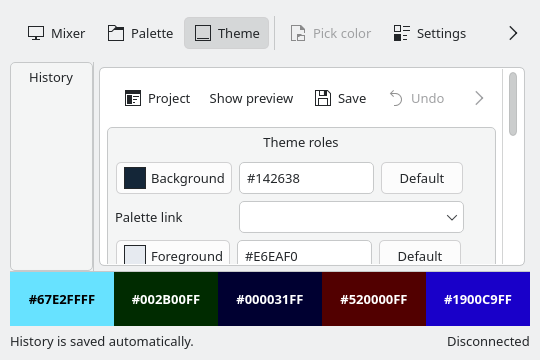 Mixer Palette Theme Pick color Settings
History
Project Show preview Save Undo
Theme roles
Background #142638 Default
Palette link
Foreground #E6EAF0 Default
#67E2FFFF #002B00FF #000031FF #520000FF #1900C9FF
History is saved automatically. Disconnected